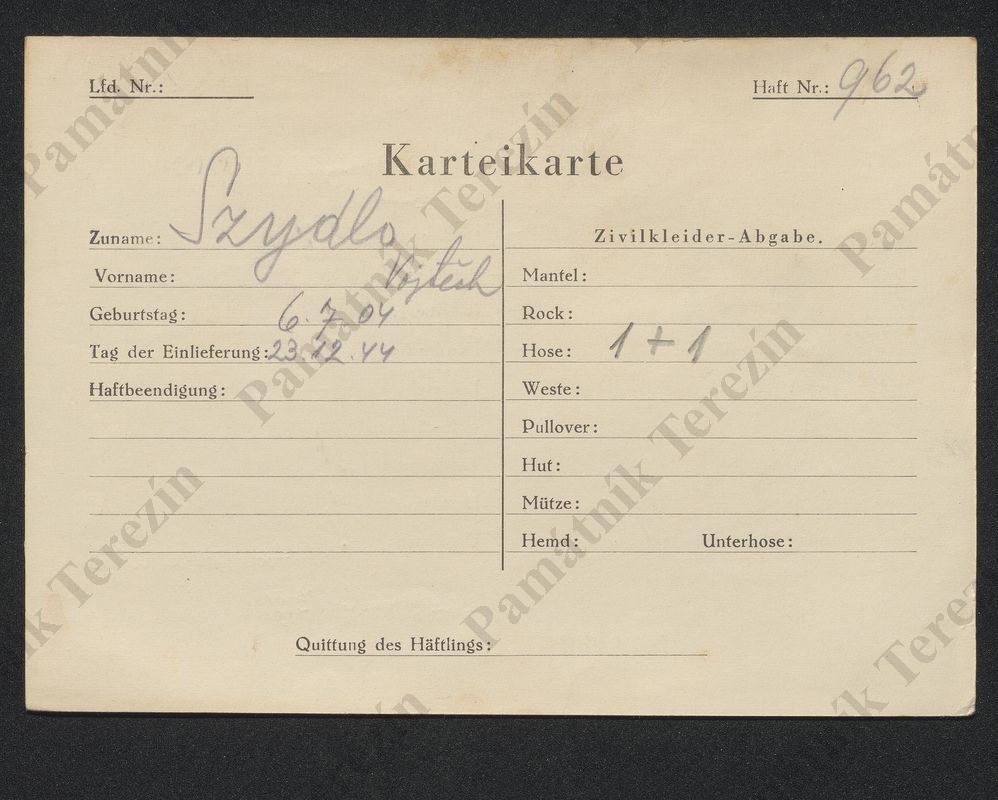 Lfd. Nr.:
Haft Nr.: 962
Karteikarte
Zuname: Szydlo
Vorname: Vojtěch
Geburtstag: 6. 7. 04
Tag der Einlieferung: 23. 12. 44
Haftbeendigung:
Zivilkleider-Abgabe.
Mantel:
Rock:
Hose: 1 + 1
Weste:
Pullover:
Hut:
Mütze:
Hemd: Unterhose:
Quittung des Häftlings:
Památník Terezín